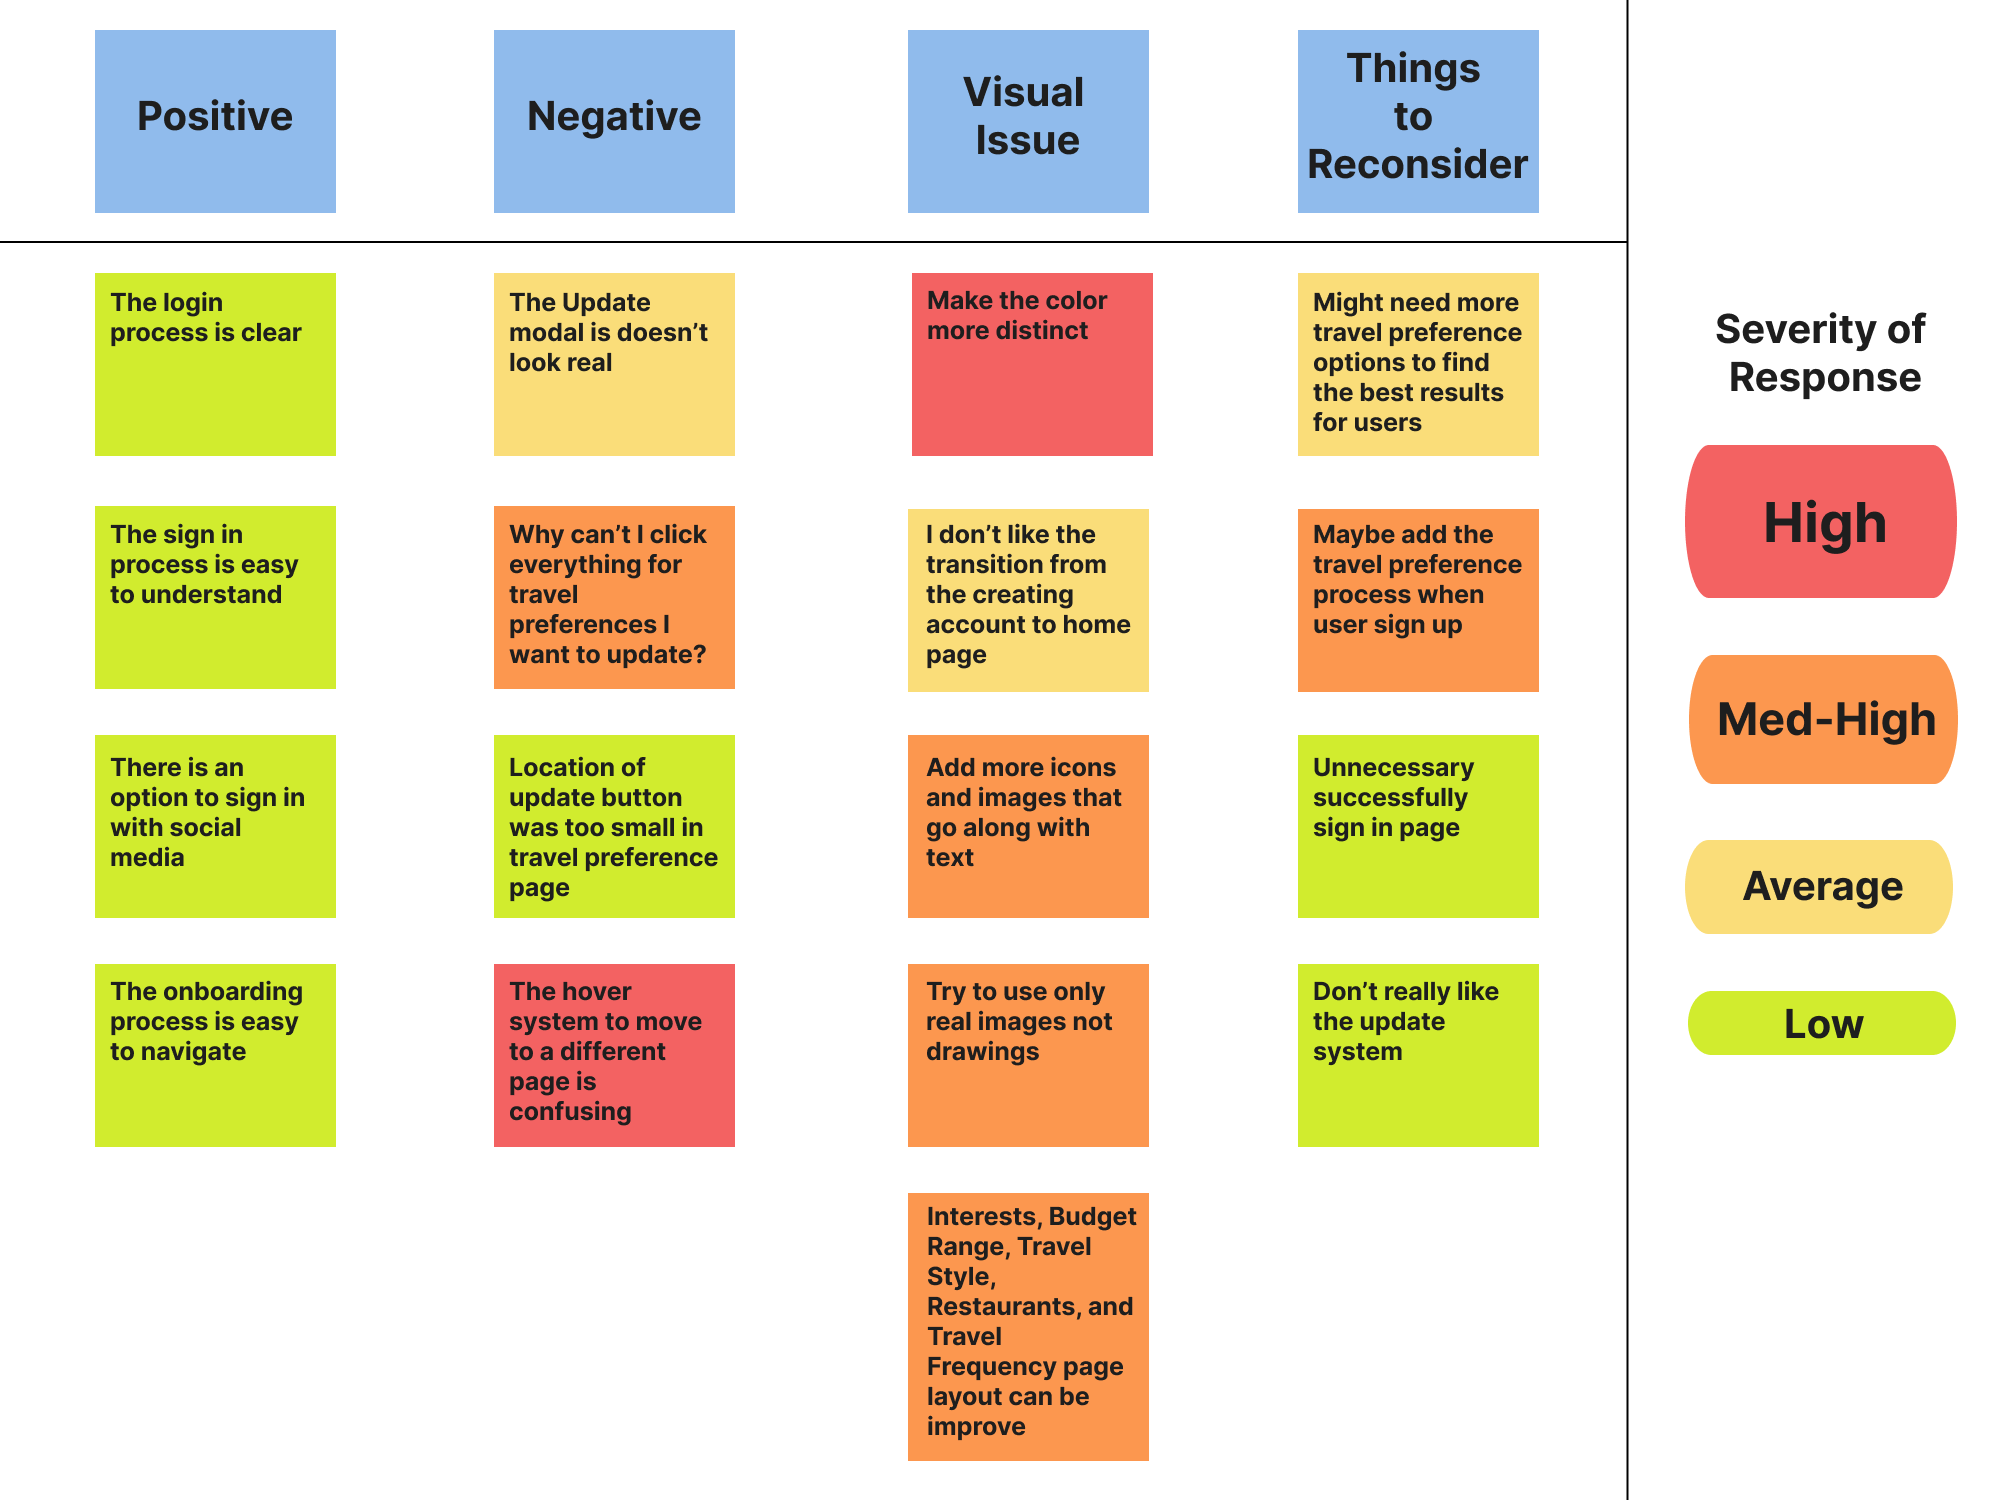 Positive
Negative
Visual
Issue
Things
to
Reconsider
The login
process is clear
The sign in
process is easy
to understand
There is an
option to sign in
with social
media
The onboarding
process is easy
to navigate
The Update
modal is doesn’t
look real
Why can’t I click
everything for
travel
preferences I
want to update?
Location of
update button
was too small in
travel preference
page
The hover
system to move
to a different
page is
confusing
Make the color
more distinct
I don’t like the
transition from
the creating
account to home
page
Add more icons
and images that
go along with
text
Try to use only
real images not
drawings
Interests, Budget
Range, Travel
Style,
Restaurants, and
Travel
Frequency page
layout can be
improve
Might need more
travel preference
options to find
the best results
for users
Maybe add the
travel preference
process when
user sign up
Unnecessary
successfully
sign in page
Don’t really like
the update
system
Severity of
Response
High
Med-High
Average
Low